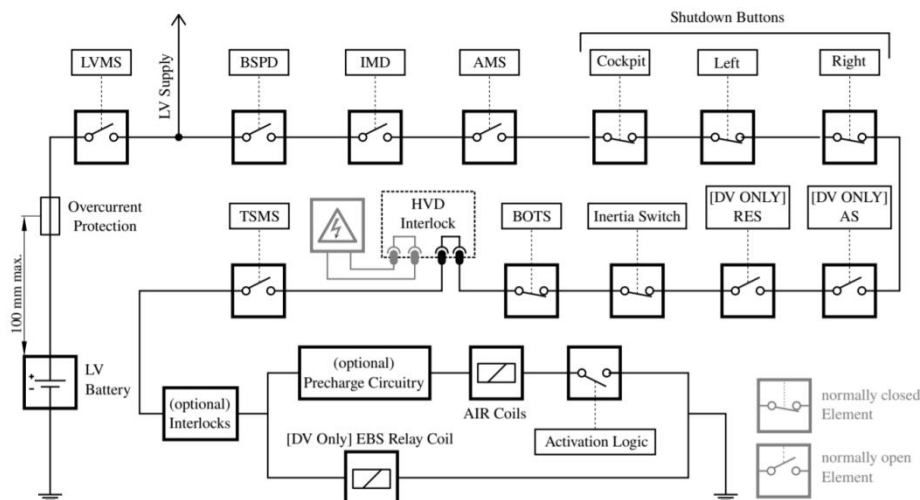 Shutdown Buttons
LVMS
BSPD
IMD
AMS
Cockpit
Left
Right
LV Supply
Overcurrent
Protection
100 mm max.
TSMS
HVD
Interlock
BOTS
Inertia Switch
[DV ONLY]
RES
[DV ONLY]
AS
+
-
LV
Battery
(optional)
Interlocks
(optional)
Precharge Circuitry
AIR Coils
Activation Logic
[DV Only] EBS Relay Coil
normally closed
Element
normally open
Element